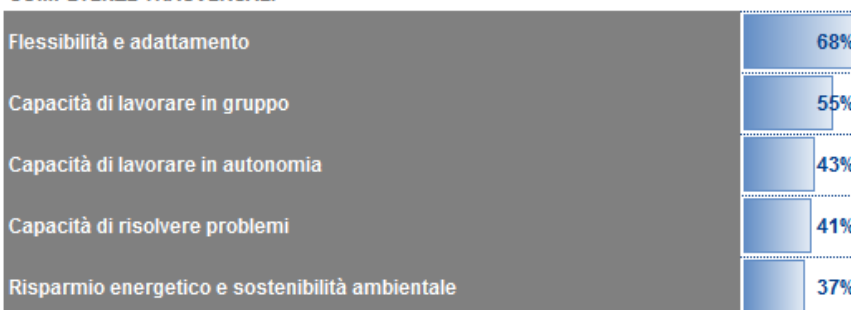 Flessibilità e adattamento 68%
Capacità di lavorare in gruppo 55%
Capacità di lavorare in autonomia 43%
Capacità di risolvere problemi 41%
Risparmio energetico e sostenibilità ambientale 37%